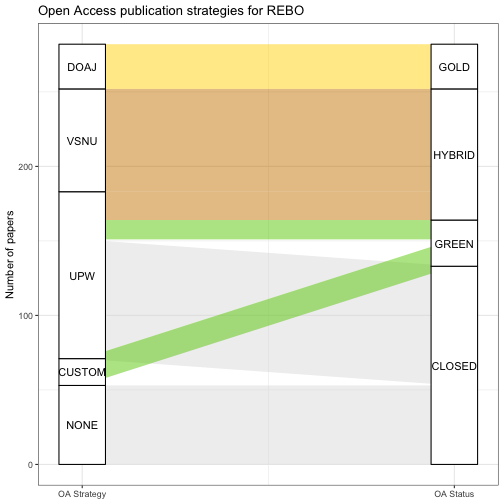 Open Access publication strategies for REBO
DOAJ
GOLD
VSNU
HYBRID
200
GREEN
UPW
Number of papers
100
CUSTOM
CLOSED
NONE
0
OA Strategy
OA Status